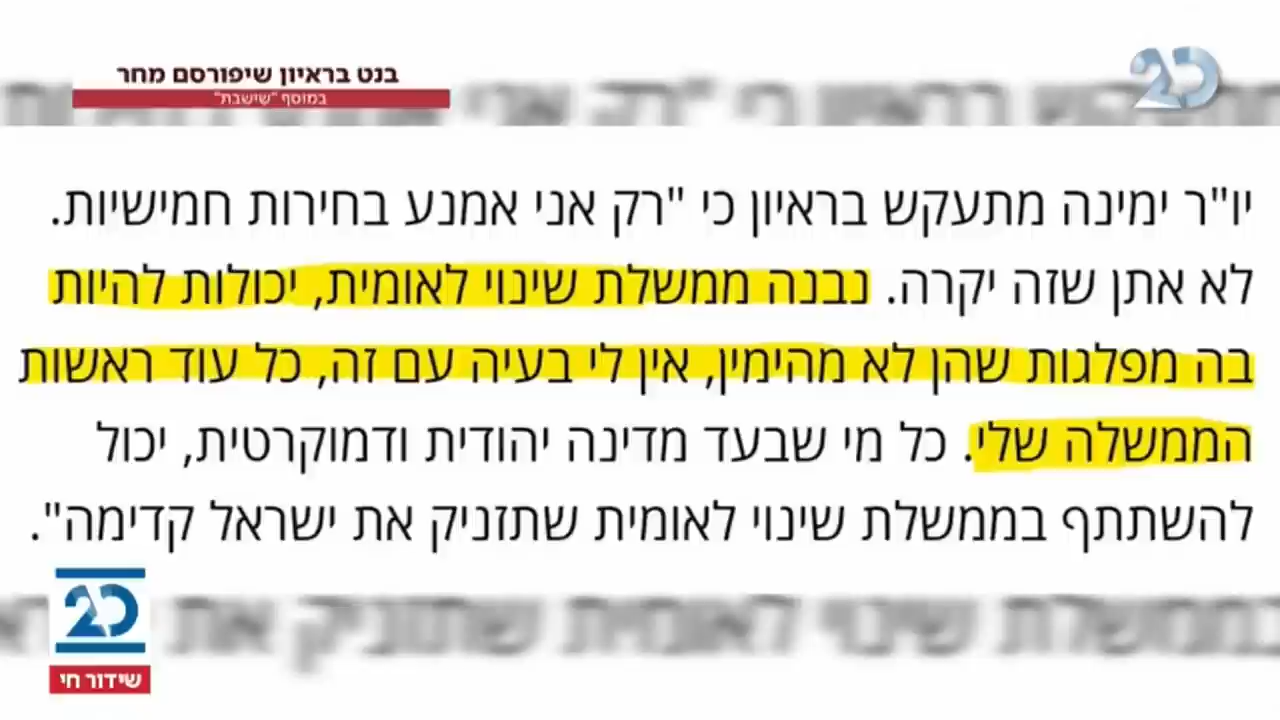 בנט בראיון שיפורסם מחר
במוסף "שישבת"
20
יו"ר ימינה מתעקש בראיון כי "רק אני אמנע בחירות חמישיות.
לא אתן שזה יקרה. נבנה ממשלת שינוי לאומית, יכולות להיות
בה מפלגות שהן לא מהימין, אין לי בעיה עם זה, כל עוד ראשות
הממשלה שלי. כל מי שבעד מדינה יהודית ודמוקרטית, יכול
להשתתף בממשלת שינוי לאומית שתזניק את ישראל קדימה".
20
שידור חי